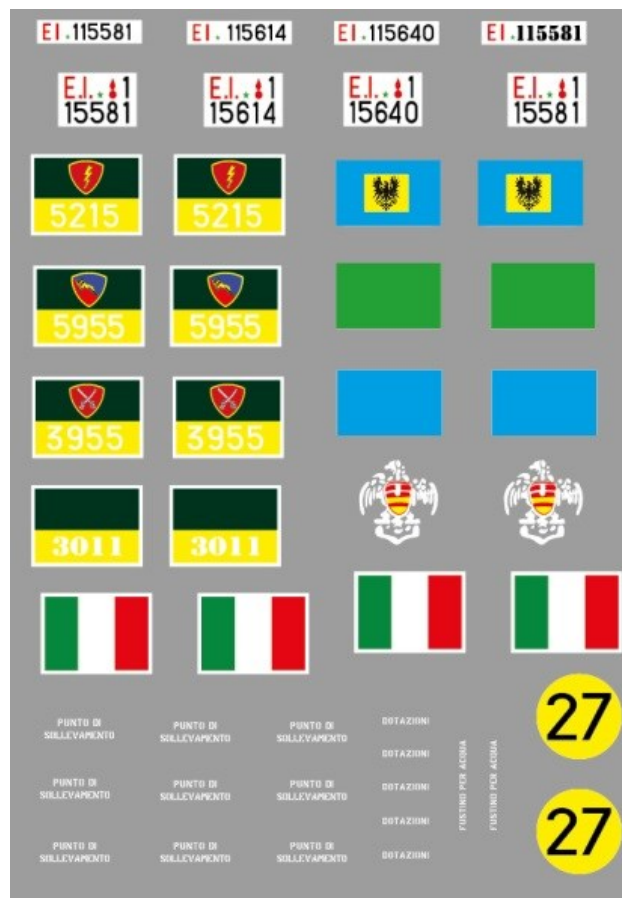 EI.115581
EI.115614
EI.115640
EI.115581
E.I. 1
15581
E.I. 1
15614
E.I. 1
15640
E.I. 1
15581
5215
5215
5955
5955
3955
3955
3011
3011
27
PUNTO DI
SOLLEVAMENTO
PUNTO DI
SOLLEVAMENTO
PUNTO DI
SOLLEVAMENTO
DOTAZIONI
DOTAZIONI
FUSTINO PER ACQUA
FUSTINO PER ACQUA
PUNTO DI
SOLLEVAMENTO
PUNTO DI
SOLLEVAMENTO
PUNTO DI
SOLLEVAMENTO
DOTAZIONI
DOTAZIONI
27
PUNTO DI
SOLLEVAMENTO
PUNTO DI
SOLLEVAMENTO
PUNTO DI
SOLLEVAMENTO
DOTAZIONI